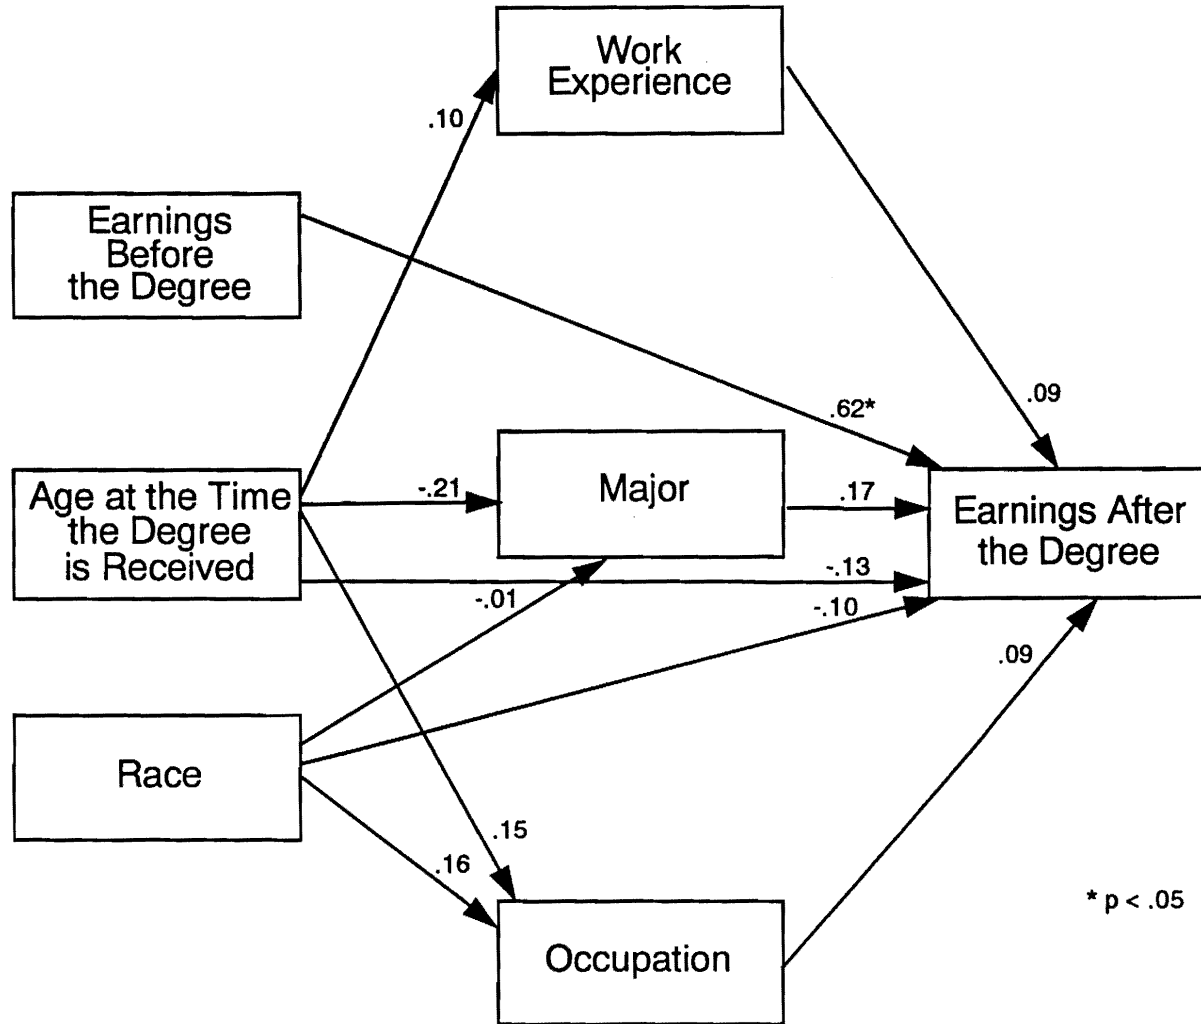 Work
Experience
.10
Earnings
Before
the Degree
.62*
.09
Age at the Time
the Degree
is Received
-.21
Major
.17
Earnings After
the Degree
-.13
-.01
-.10
.09
Race
.15
.16
* p < .05
Occupation